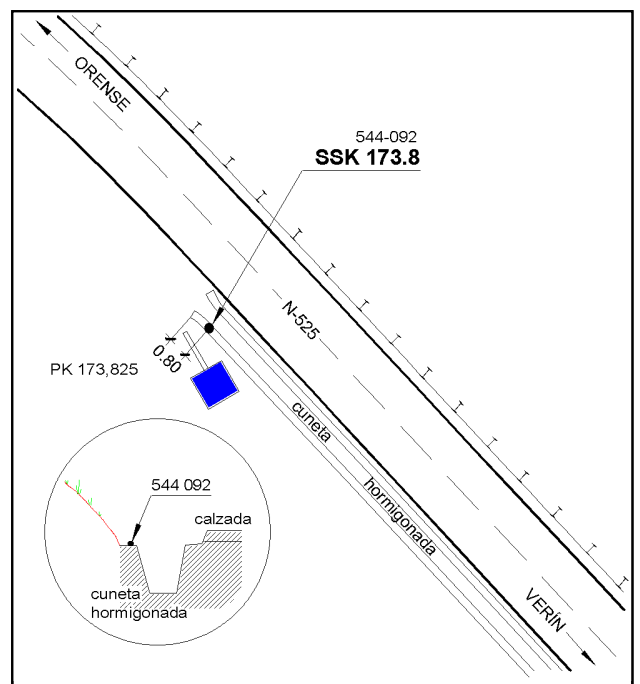 ORENSE
544-092
SSK 173.8
N-525
0.80
PK 173,825
cuneta
hormigonada
544 092
calzada
cuneta
hormigonada
VERÍN